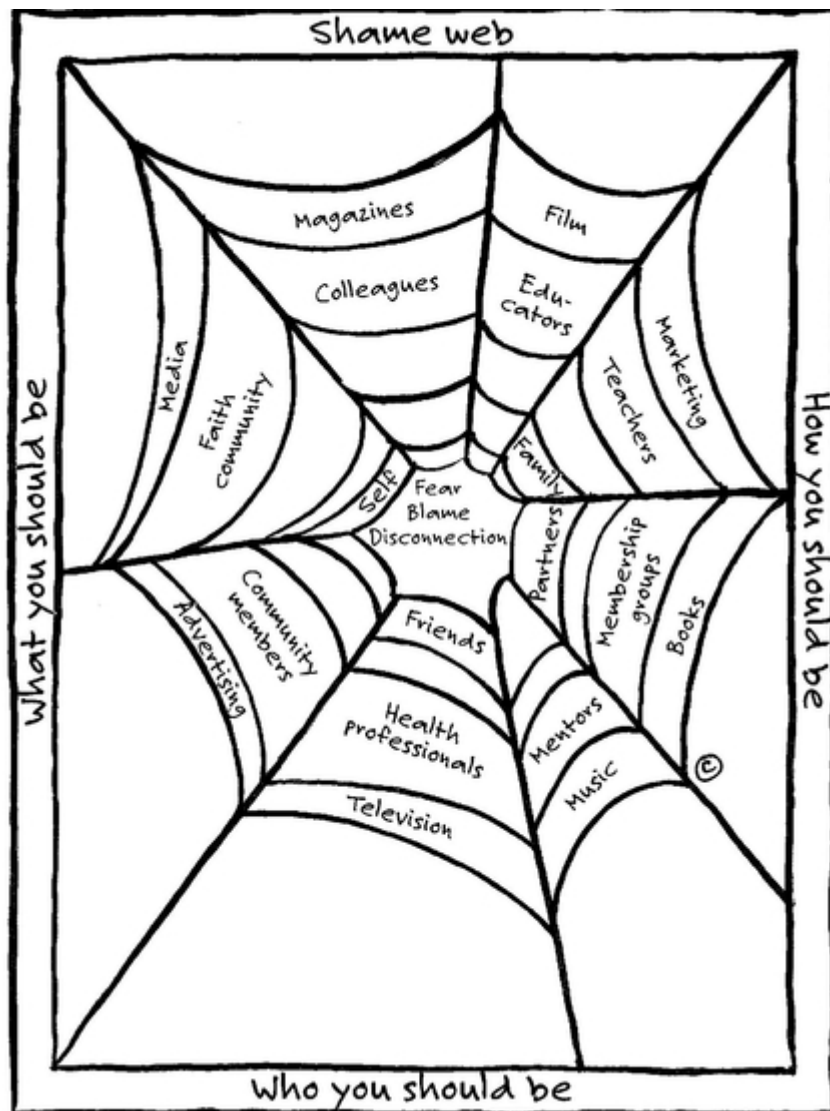 Shame web
Magazines
Film
Colleagues
Edu-
cators
Marketing
Teachers
Media
Faith
community
Self
Family
Fear
Blame
Disconnection
Partners
Membership
groups
Books
What you should be
How you should be
Advertising
Community
members
Friends
Health
professionals
Mentors
Music
Television
©
Who you should be